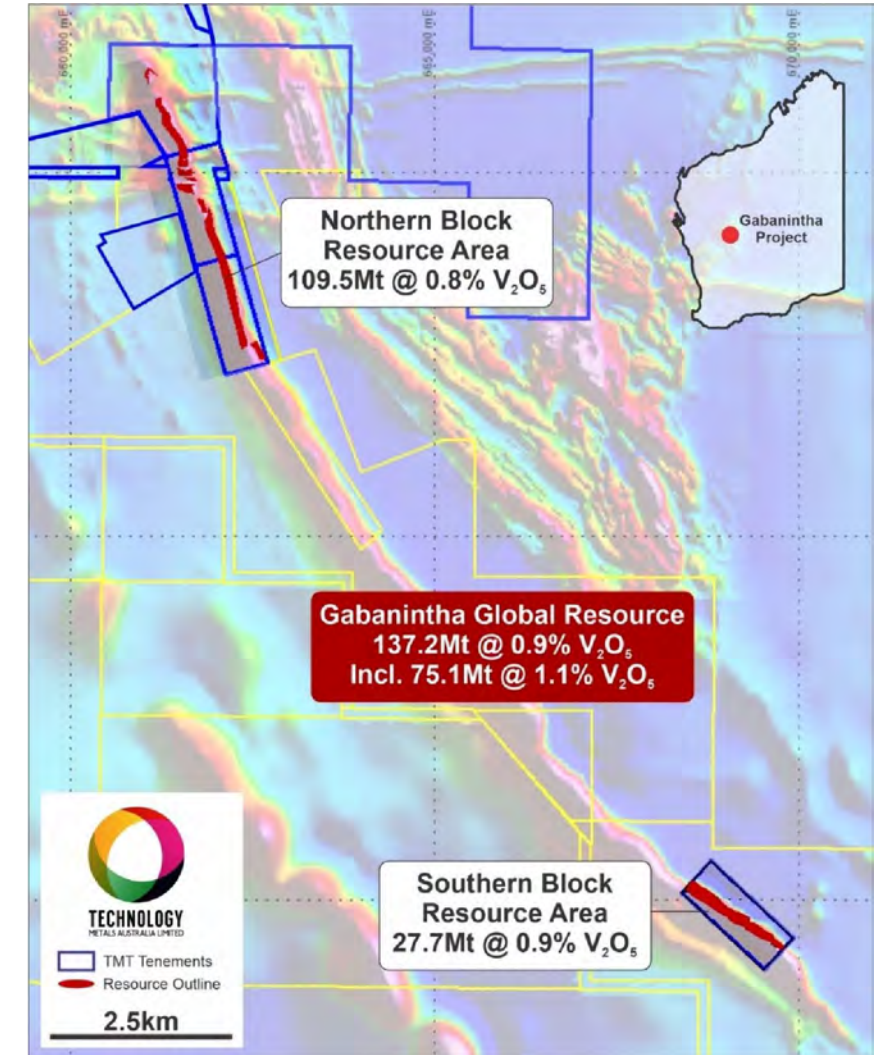 660,000 mE
665,000 mE
670,000 mE
Gabanintha
Project
Northern Block
Resource Area
109.5Mt @ 0.8% V₂O₅
Gabanintha Global Resource
137.2Mt @ 0.9% V₂O₅
Incl. 75.1Mt @ 1.1% V₂O₅
Southern Block
Resource Area
27.7Mt @ 0.9% V₂O₅
TECHNOLOGY
METALS AUSTRALIA LIMITED
TMT Tenements
Resource Outline
2.5km